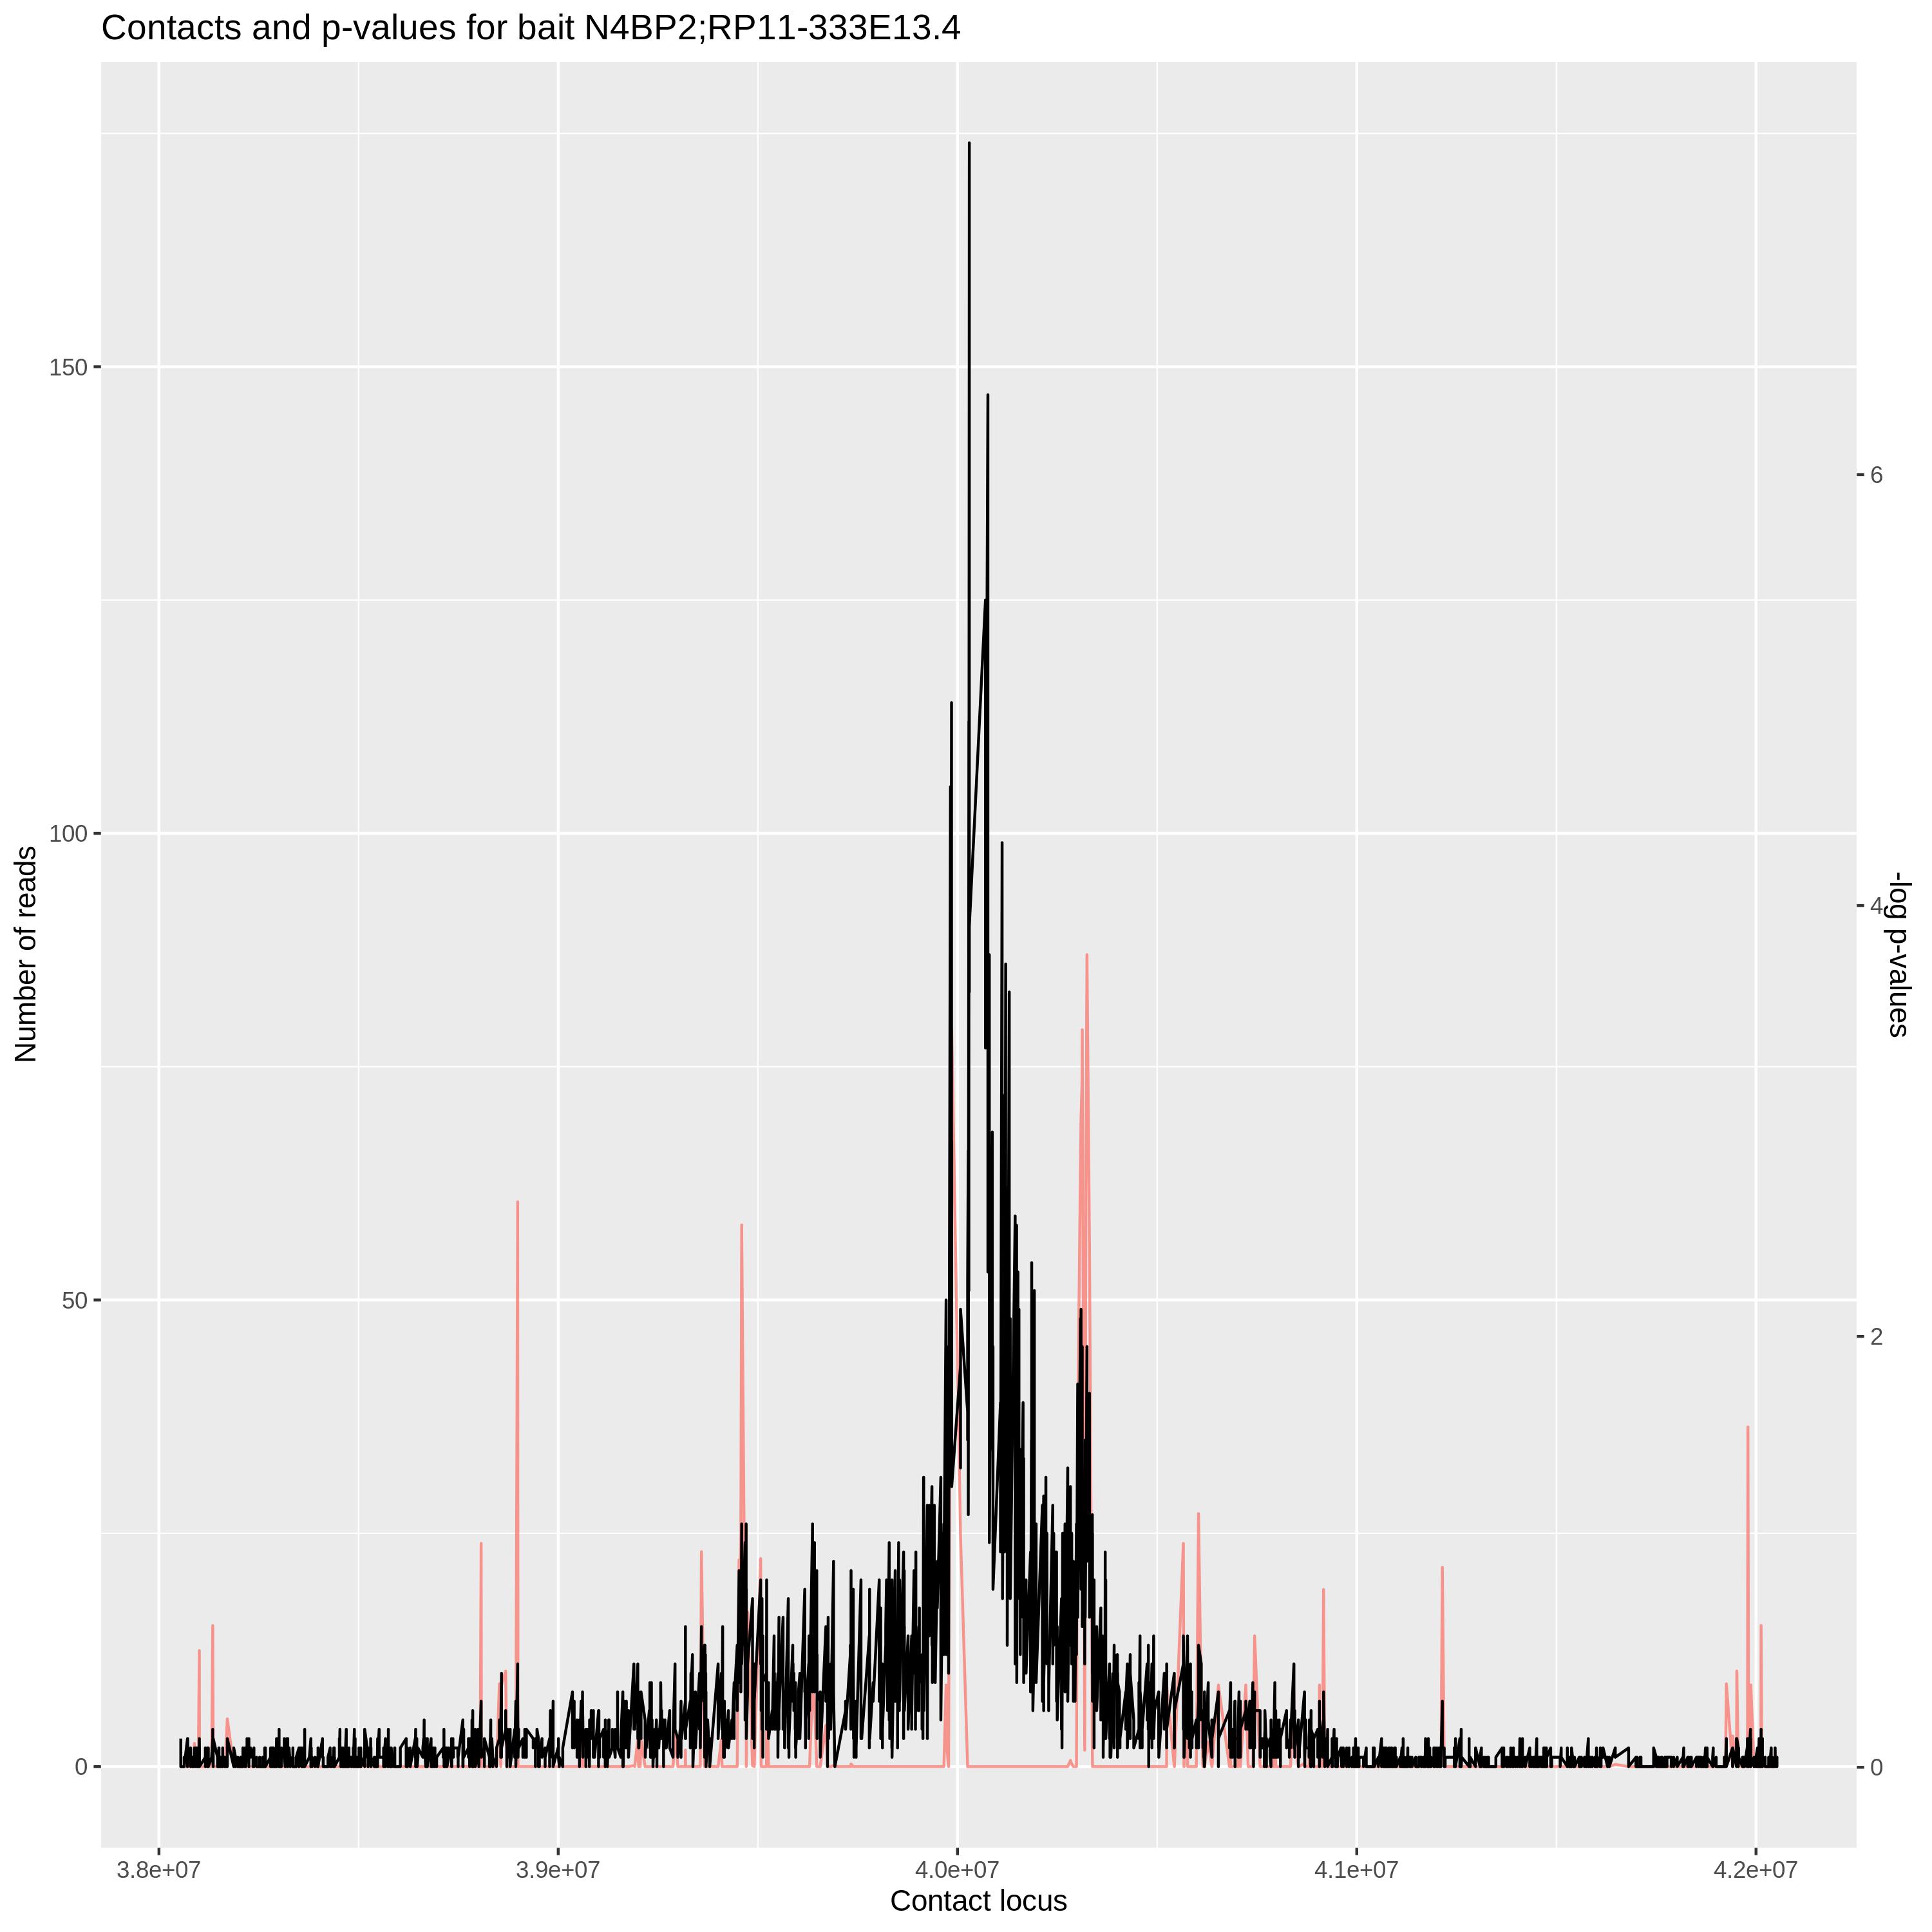 Contacts and p-values for bait N4BP2;RP11-333E13.4
150
100
50
0
Number of reads
6
4
2
0
-log p-values
3.8e+07
3.9e+07
4.0e+07
4.1e+07
4.2e+07
Contact locus